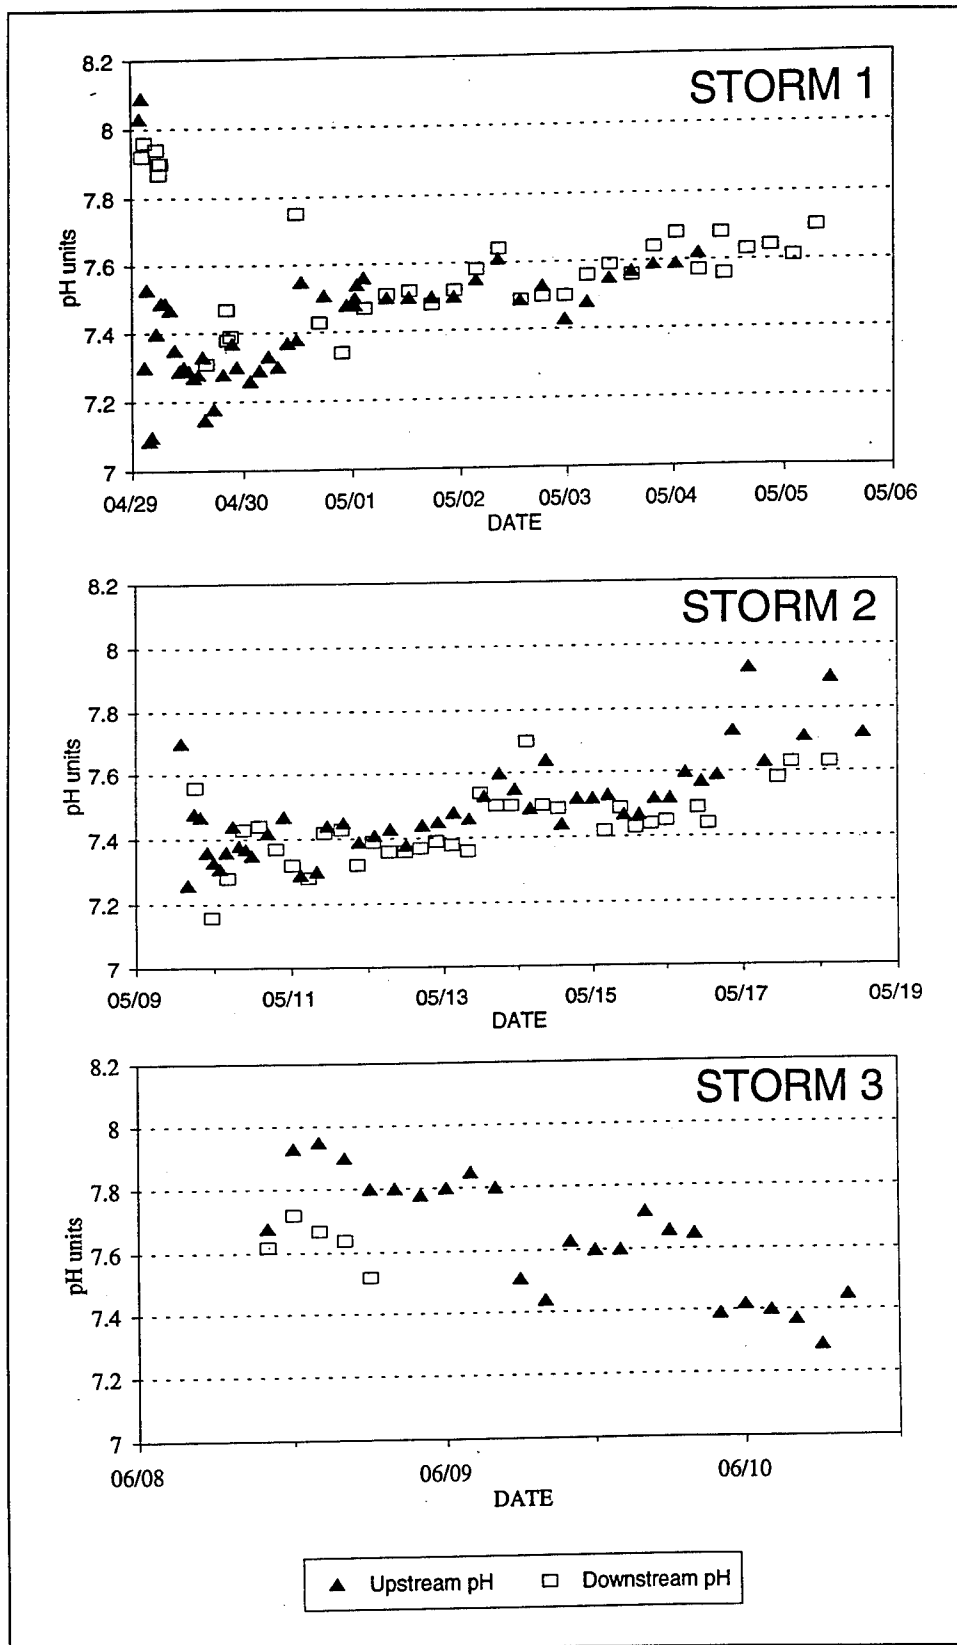 STORM 1
8.2
8
7.8
7.6
7.4
7.2
7
pH units
04/29 04/30 05/01 05/02 05/03 05/04 05/05 05/06
DATE
STORM 2
8.2
8
7.8
7.6
7.4
7.2
7
pH units
05/09 05/11 05/13 05/15 05/17 05/19
DATE
STORM 3
8.2
8
7.8
7.6
7.4
7.2
7
pH units
06/08 06/09 06/10
DATE
Upstream pH Downstream pH